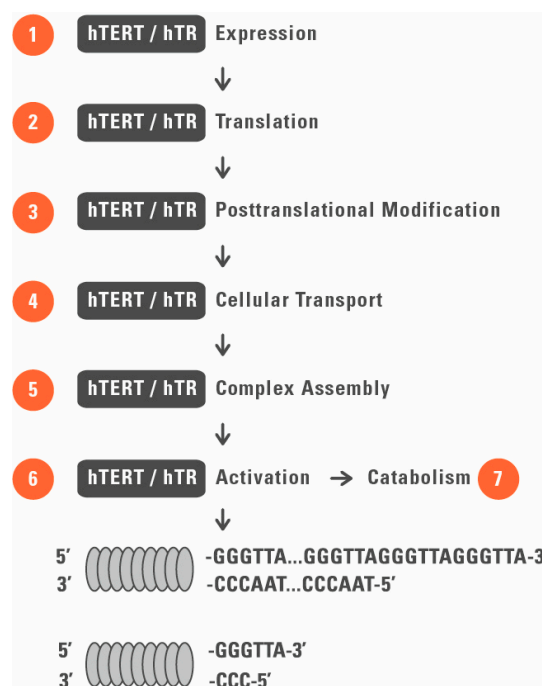 1 hTERT / hTR Expression
2 hTERT / hTR Translation
3 hTERT / hTR Posttranslational Modification
4 hTERT / hTR Cellular Transport
5 hTERT / hTR Complex Assembly
6 hTERT / hTR Activation → Catabolism 7
5′ -GGGTTA...GGGTTAGGGTTAGGGTTA-3
3′ -CCCAAT...CCCAAT-5′
5′ -GGGTTA-3′
3′ -CCC-5′